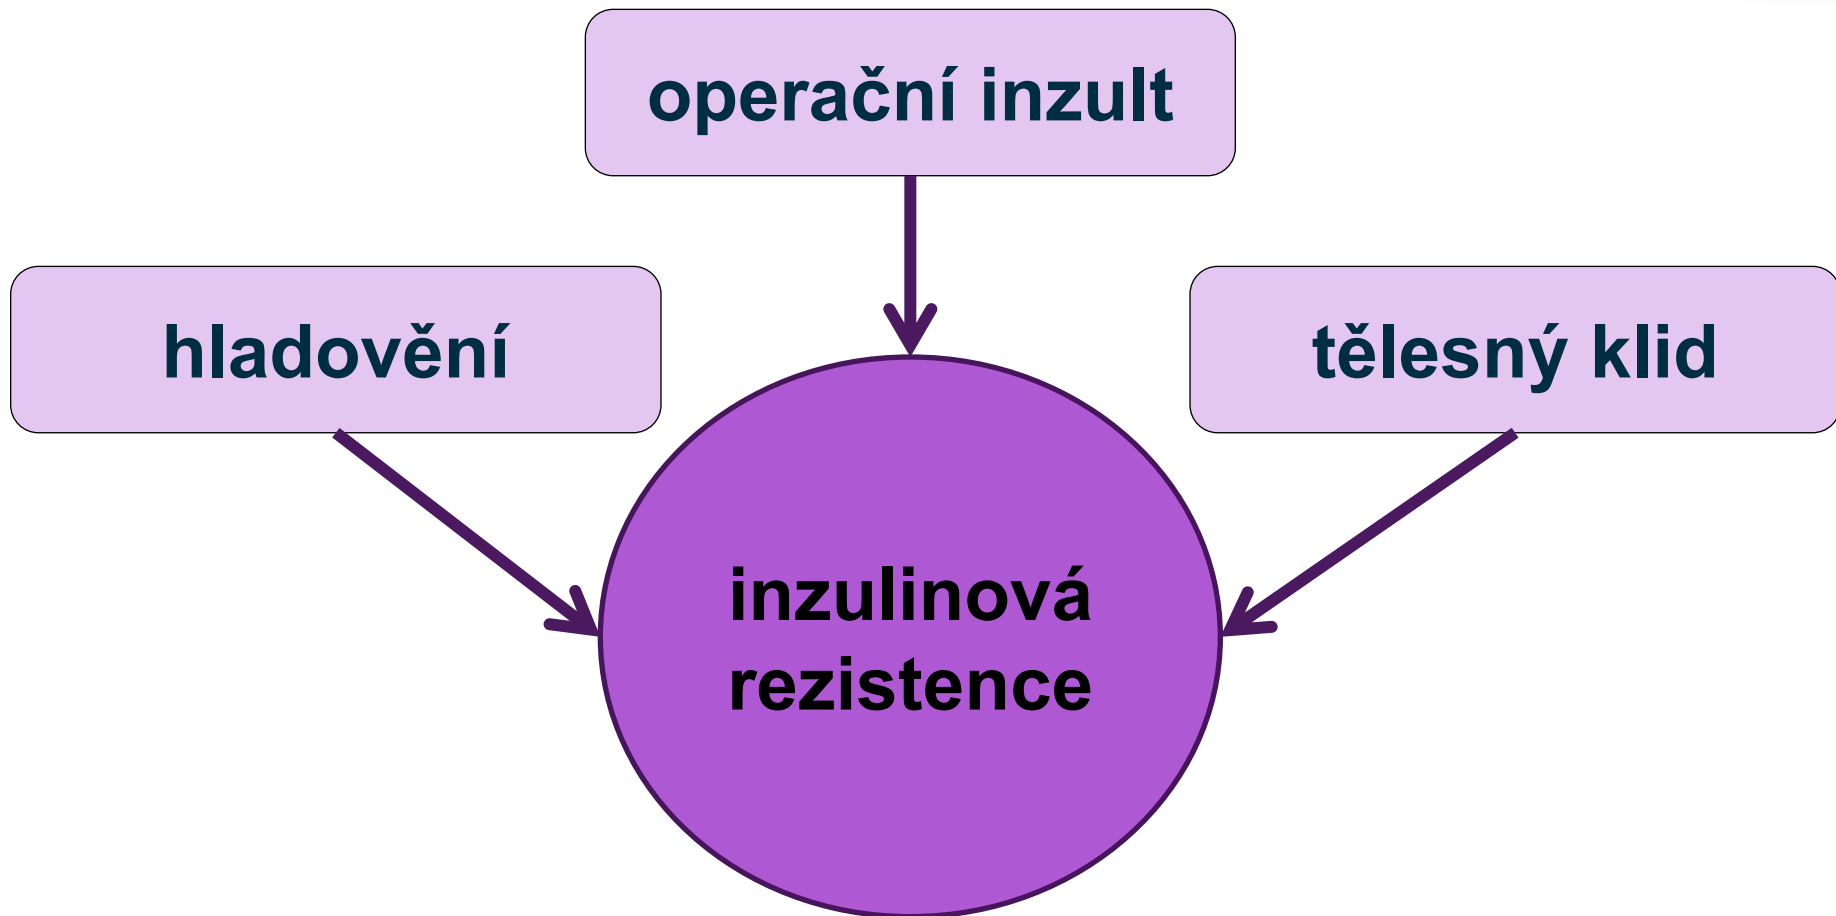 operační inzult
hladovění
tělesný klid
inzulinová
rezistence